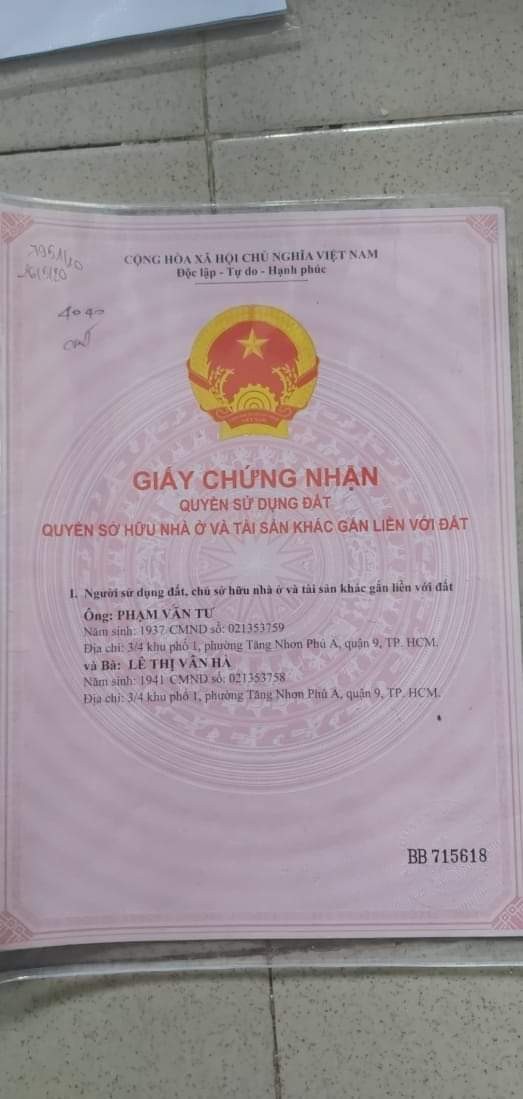 CỘNG HÒA XÃ HỘI CHỦ NGHĨA VIỆT NAM
Độc lập - Tự do - Hạnh phúc
4040
GIẤY CHỨNG NHẬN
QUYỀN SỬ DỤNG ĐẤT
QUYỀN SỞ HỮU NHÀ Ở VÀ TÀI SẢN KHÁC GẮN LIỀN VỚI ĐẤT
I. Người sử dụng đất, chủ sở hữu nhà ở và tài sản khác gắn liền với đất
Ông: PHẠM VĂN TƯ
Năm sinh: 1937 CMND số: 021353759
Địa chỉ: 3/4 khu phố 1, phường Tăng Nhơn Phú A, quận 9, TP. HCM.
và Bà: LÊ THỊ VÂN HÀ
Năm sinh: 1941 CMND số: 021353758
Địa chỉ: 3/4 khu phố 1, phường Tăng Nhơn Phú A, quận 9, TP. HCM.
BB 715618